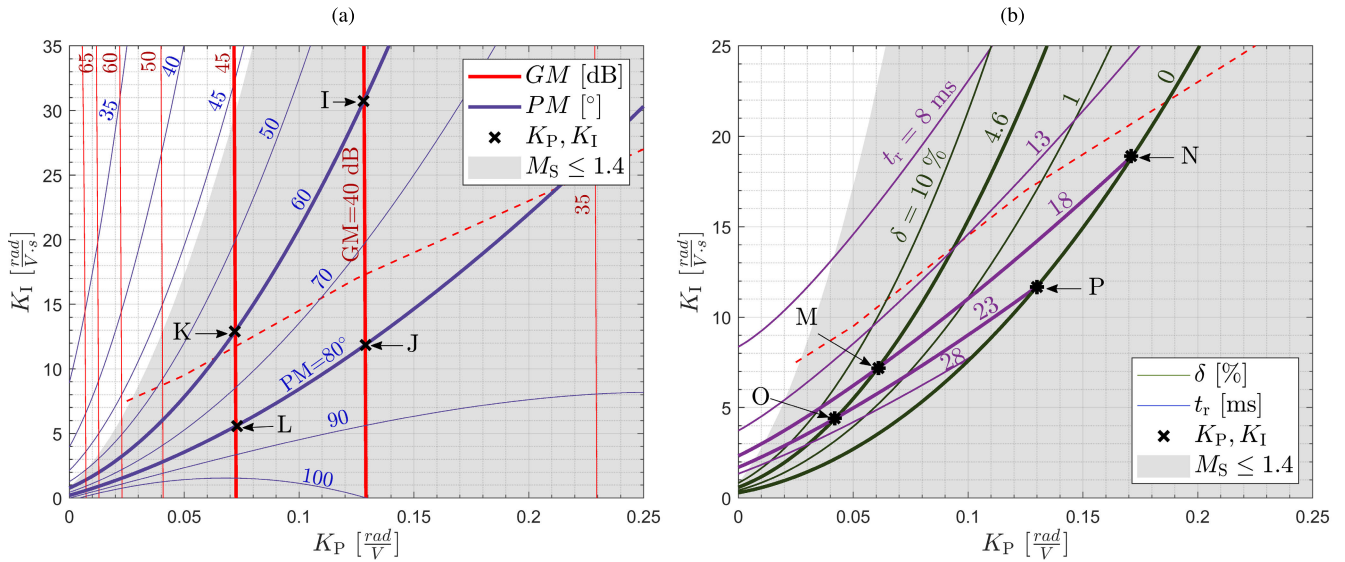 (a)
35
30
25
20
15
10
5
0
K_I [rad/V·s]
65
60
50
45
35
40
45
50
60
70
PM=80°
90
100
GM=40 dB
35
I
J
K
L
GM [dB]
PM [°]
K_P, K_I
M_S ≤ 1.4
0
0.05
0.1
0.15
0.2
0.25
K_P [rad/V]
(b)
25
20
15
10
5
0
K_I [rad/V·s]
t_r = 8 ms
δ = 10 %
4.6
1
0
13
18
23
28
M
N
O
P
δ [%]
t_r [ms]
K_P, K_I
M_S ≤ 1.4
0
0.05
0.1
0.15
0.2
0.25
K_P [rad/V]